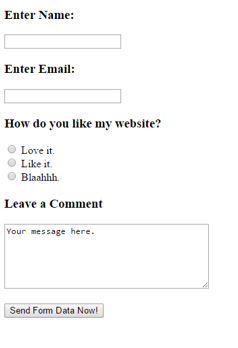 Enter Name:
Enter Email:
How do you like my website?
Love it.
Like it.
Blaahhh.
Leave a Comment
Your message here.
Send Form Data Now!